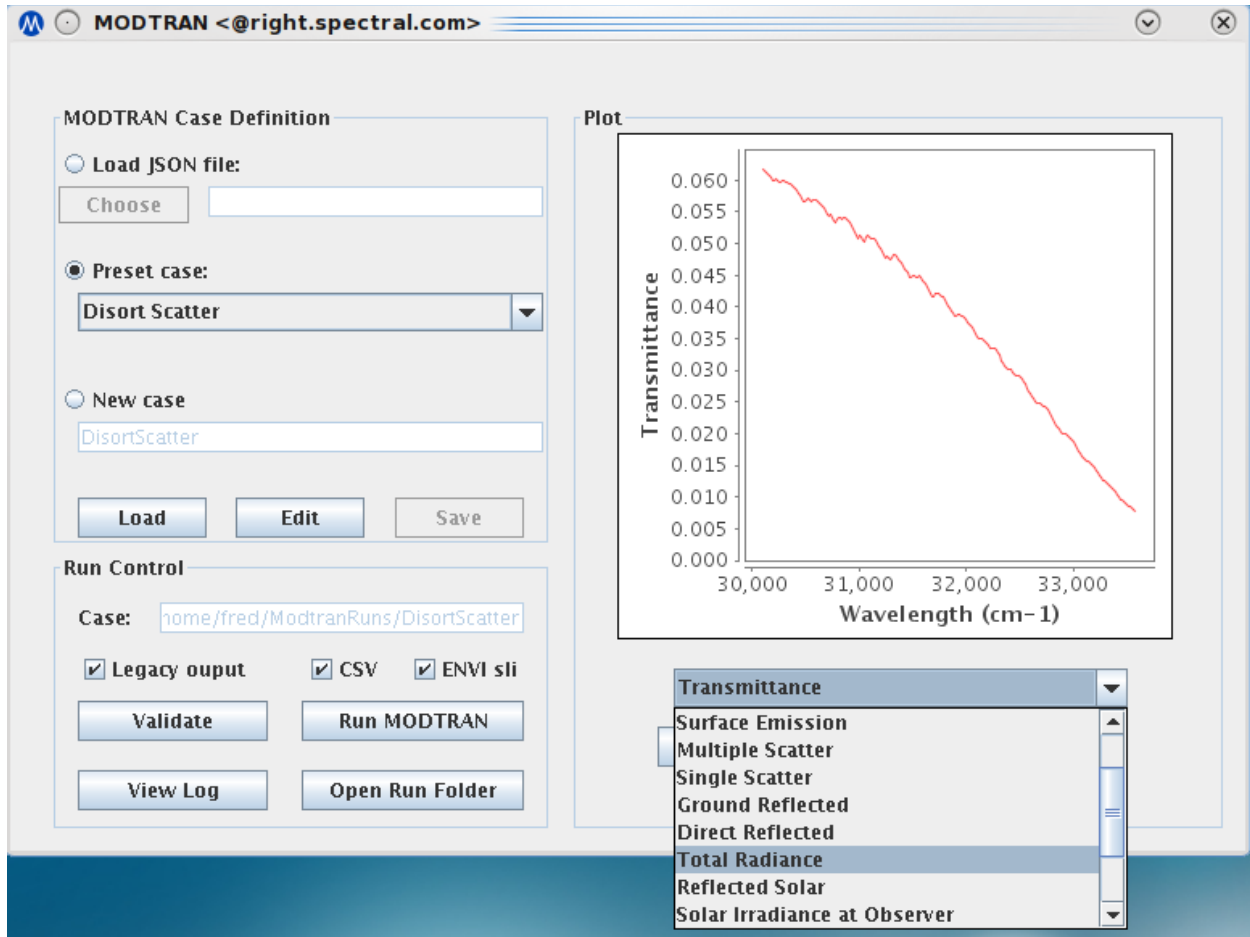 MODTRAN <@right.spectral.com>
MODTRAN Case Definition
Load JSON file:
Choose
Preset case:
Disort Scatter
New case
DisortScatter
Load Edit Save
Run Control
Case: home/fred/ModtranRuns/DisortScatter
Legacy ouput CSV ENVI sli
Validate Run MODTRAN
View Log Open Run Folder
Plot
Transmittance
0.060
0.055
0.050
0.045
0.040
0.035
0.030
0.025
0.020
0.015
0.010
0.005
0.000
30,000 31,000 32,000 33,000
Wavelength (cm-1)
Transmittance
Surface Emission
Multiple Scatter
Single Scatter
Ground Reflected
Direct Reflected
Total Radiance
Reflected Solar
Solar Irradiance at Observer